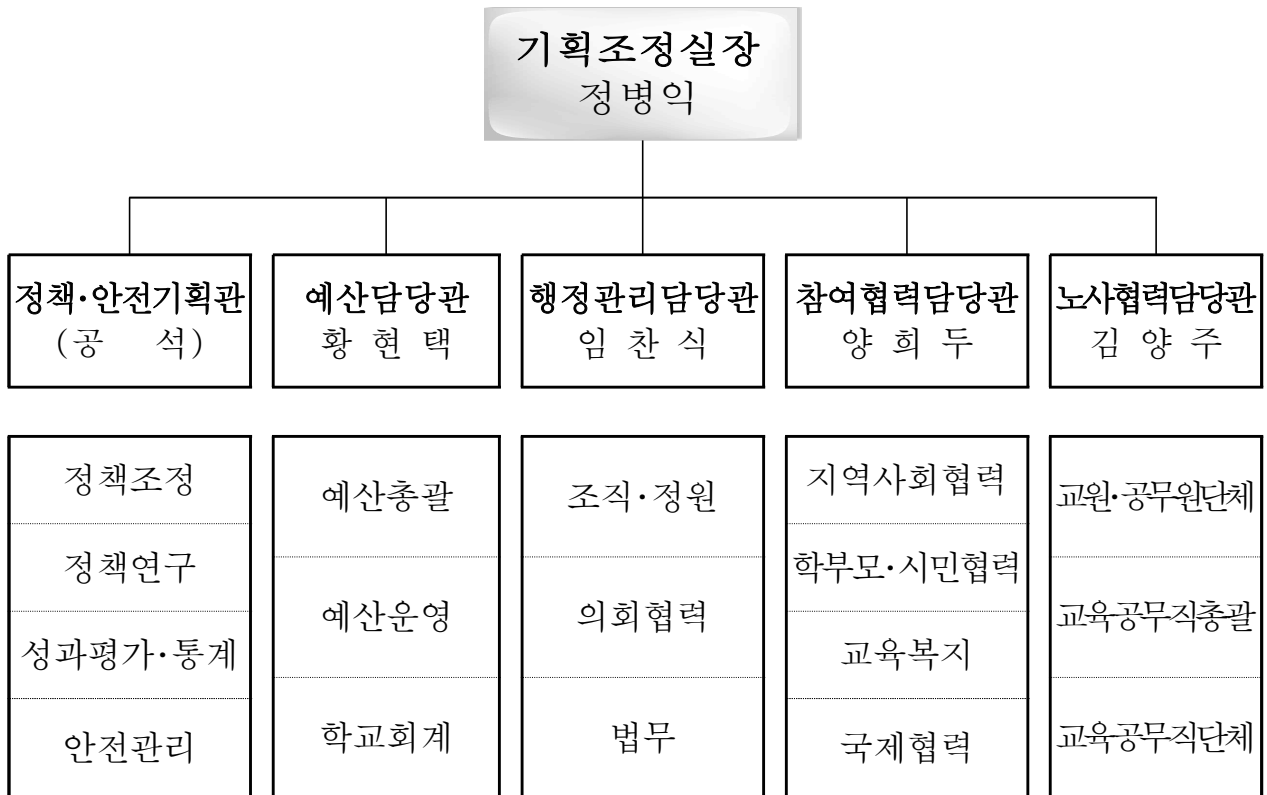 기획조정실장
정병익
정책·안전기획관
(공 석)
예산담당관
황 현 택
행정관리담당관
임 찬 식
참여협력담당관
양 희 두
노사협력담당관
김 양 주
정책조정
정책연구
성과평가·통계
안전관리
예산총괄
예산운영
학교회계
조직·정원
의회협력
법무
지역사회협력
학부모·시민협력
교육복지
국제협력
교원·공무원단체
교육공무직총괄
교육공무직단체